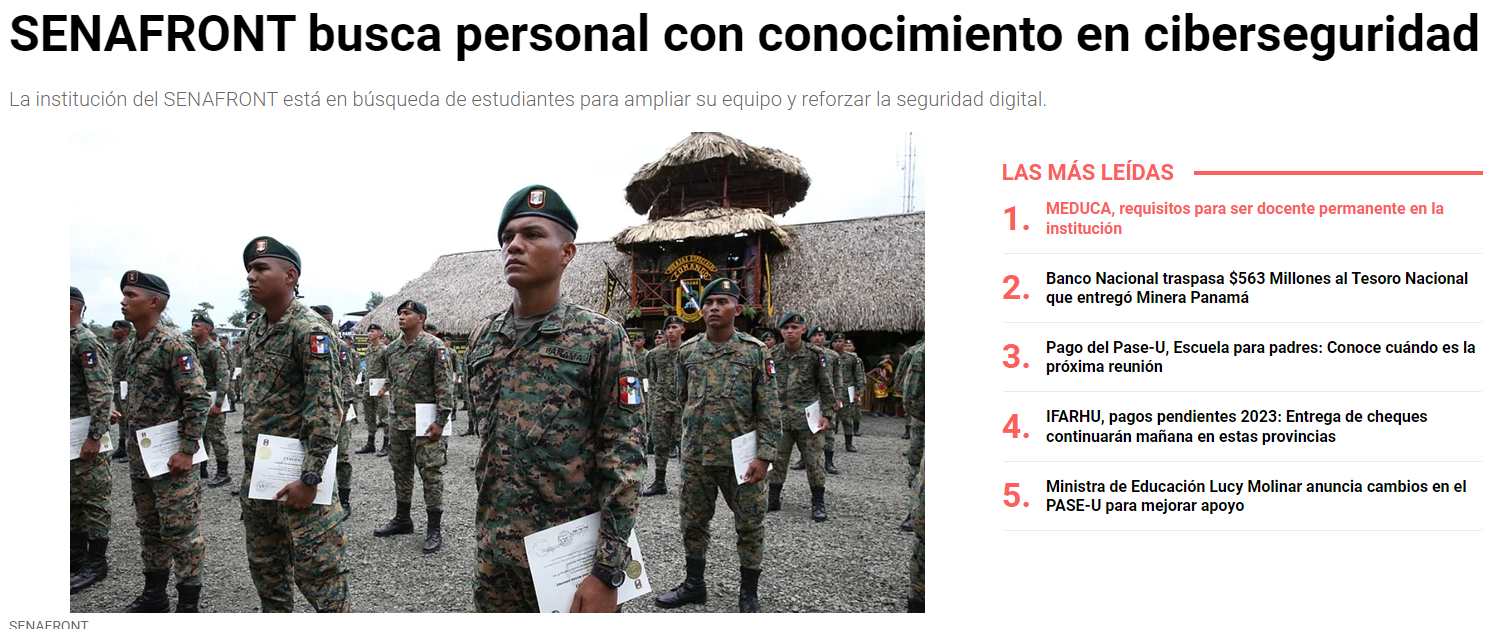 SENAFRONT busca personal con conocimiento en ciberseguridad
La institución del SENAFRONT está en búsqueda de estudiantes para ampliar su equipo y reforzar la seguridad digital.
COMANDO
PANAMA
SENAFRONT
LAS MÁS LEÍDAS
1. MEDUCA, requisitos para ser docente permanente en la
institución
2. Banco Nacional traspasa $563 Millones al Tesoro Nacional
que entregó Minera Panamá
3. Pago del Pase-U, Escuela para padres: Conoce cuándo es la
próxima reunión
4. IFARHU, pagos pendientes 2023: Entrega de cheques
continuarán mañana en estas provincias
5. Ministra de Educación Lucy Molinar anuncia cambios en el
PASE-U para mejorar apoyo